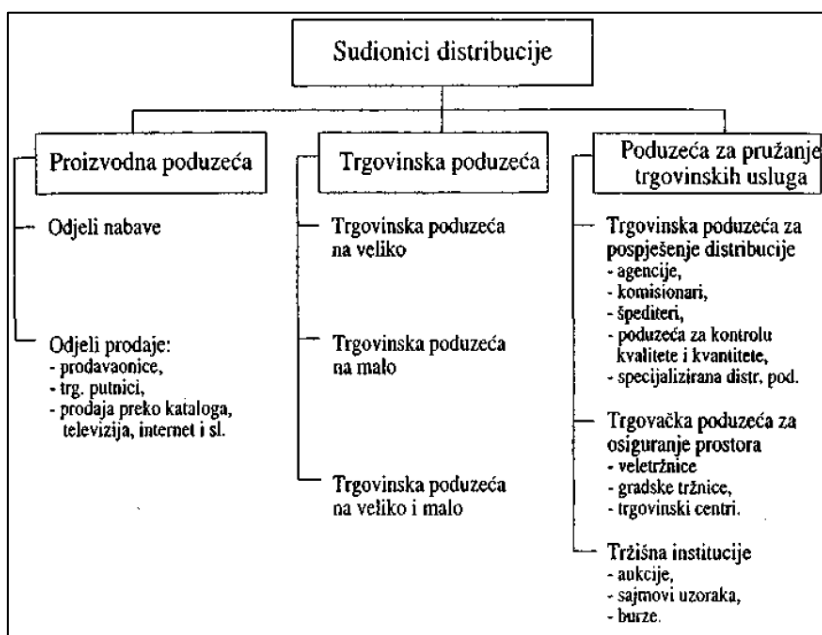 Sudionici distribucije
Proizvodna poduzeća
Odjeli nabave
Odjeli prodaje:
- prodavaonice,
- trg. putnici,
- prodaja preko kataloga,
televizija, internet i sl.
Trgovinska poduzeća
Trgovinska poduzeća
na veliko
Trgovinska poduzeća
na malo
Trgovinska poduzeća
na veliko i malo
Poduzeća za pružanje
trgovinskih usluga
Trgovinska poduzeća za
pospješenje distribucije
- agencije,
- komisionari,
- špediteri,
- poduzeća za kontrolu
kvalitete i kvantitete,
- specijalizirana distr. pod.
Trgovačka poduzeća za
osiguranje prostora
- veletržnice
- gradske tržnice,
- trgovinski centri.
Tržišna institucije
- aukcije,
- sajmovi uzoraka,
- burze.